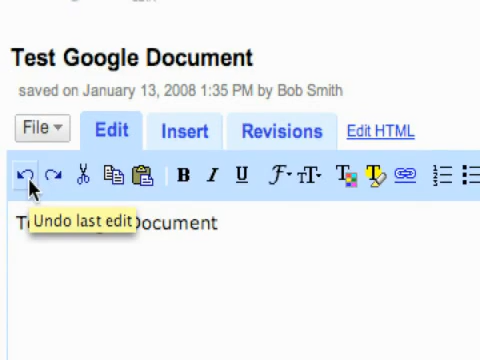 Test Google Document
saved on January 13, 2008 1:35 PM by Bob Smith
File Edit Insert Revisions Edit HTML
B I U
Undo last edit
Document